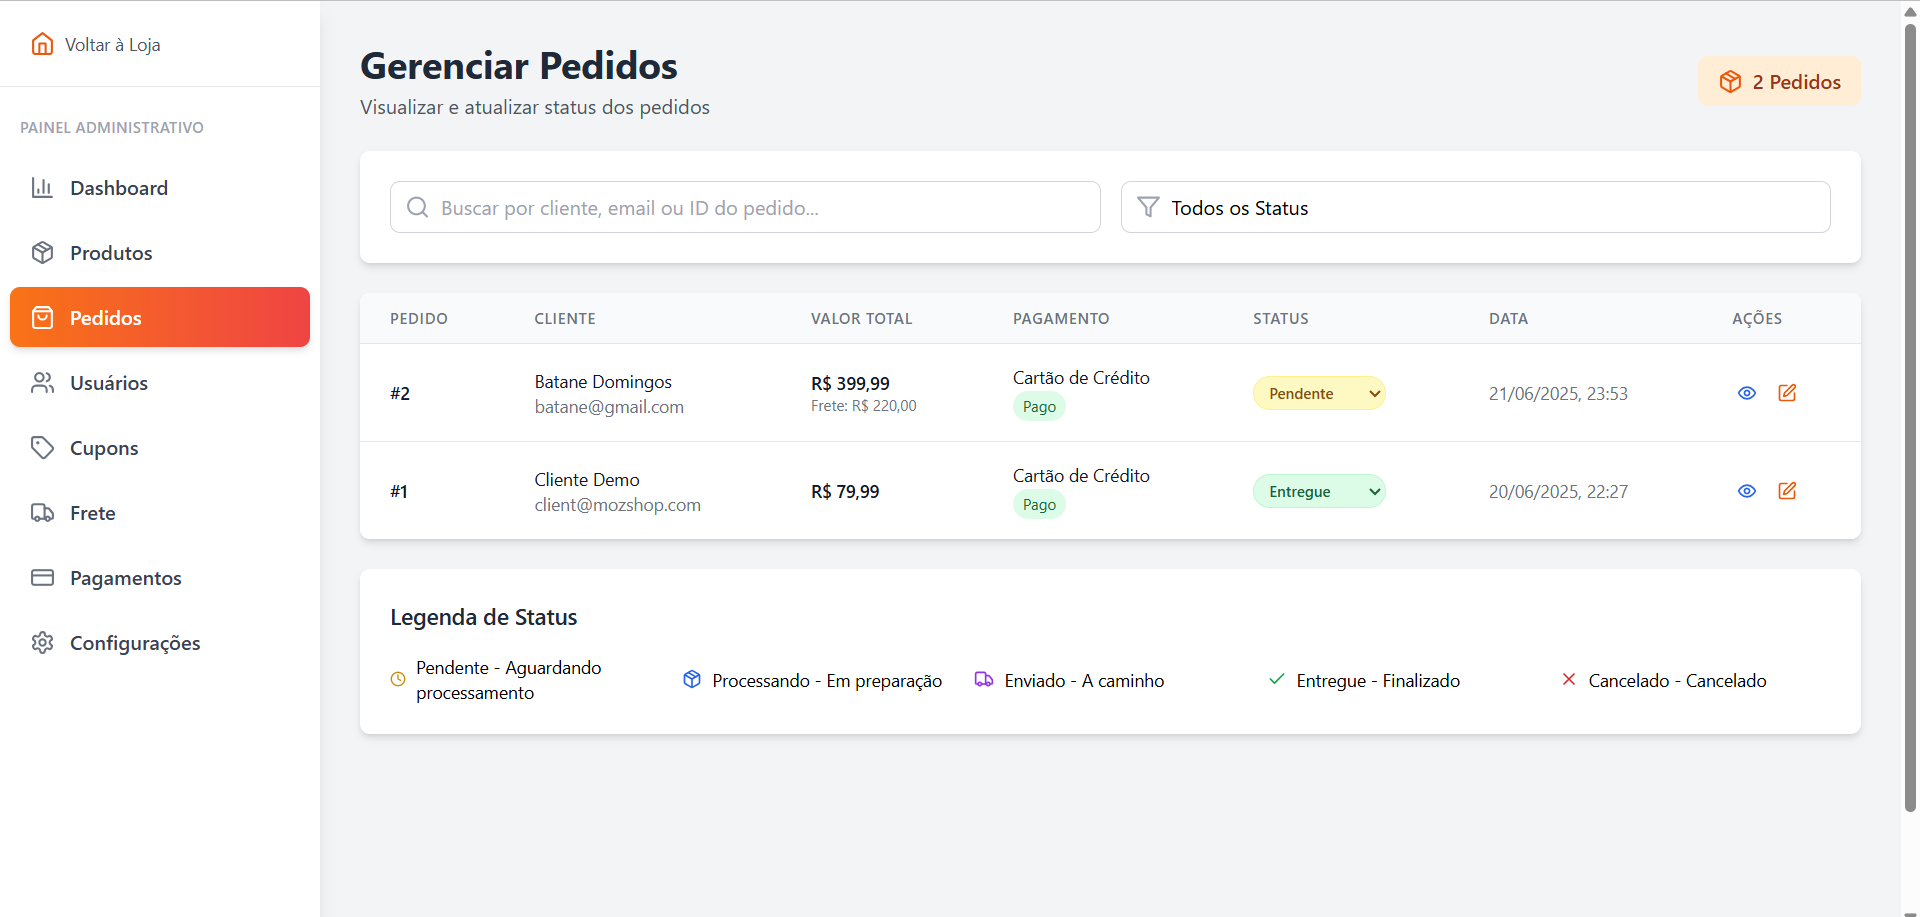 Voltar à Loja
PAINEL ADMINISTRATIVO
Dashboard
Produtos
Pedidos
Usuários
Cupons
Frete
Pagamentos
Configurações
Gerenciar Pedidos
Visualizar e atualizar status dos pedidos
2 Pedidos
Buscar por cliente, email ou ID do pedido...
Todos os Status
PEDIDO CLIENTE VALOR TOTAL PAGAMENTO STATUS DATA AÇÕES
#2
Batane Domingos
batane@gmail.com
R$ 399,99
Frete: R$ 220,00
Cartão de Crédito
Pago
Pendente
21/06/2025, 23:53
#1
Cliente Demo
client@mozshop.com
R$ 79,99
Cartão de Crédito
Pago
Entregue
20/06/2025, 22:27
Legenda de Status
Pendente - Aguardando
processamento
Processando - Em preparação
Enviado - A caminho
Entregue - Finalizado
Cancelado - Cancelado